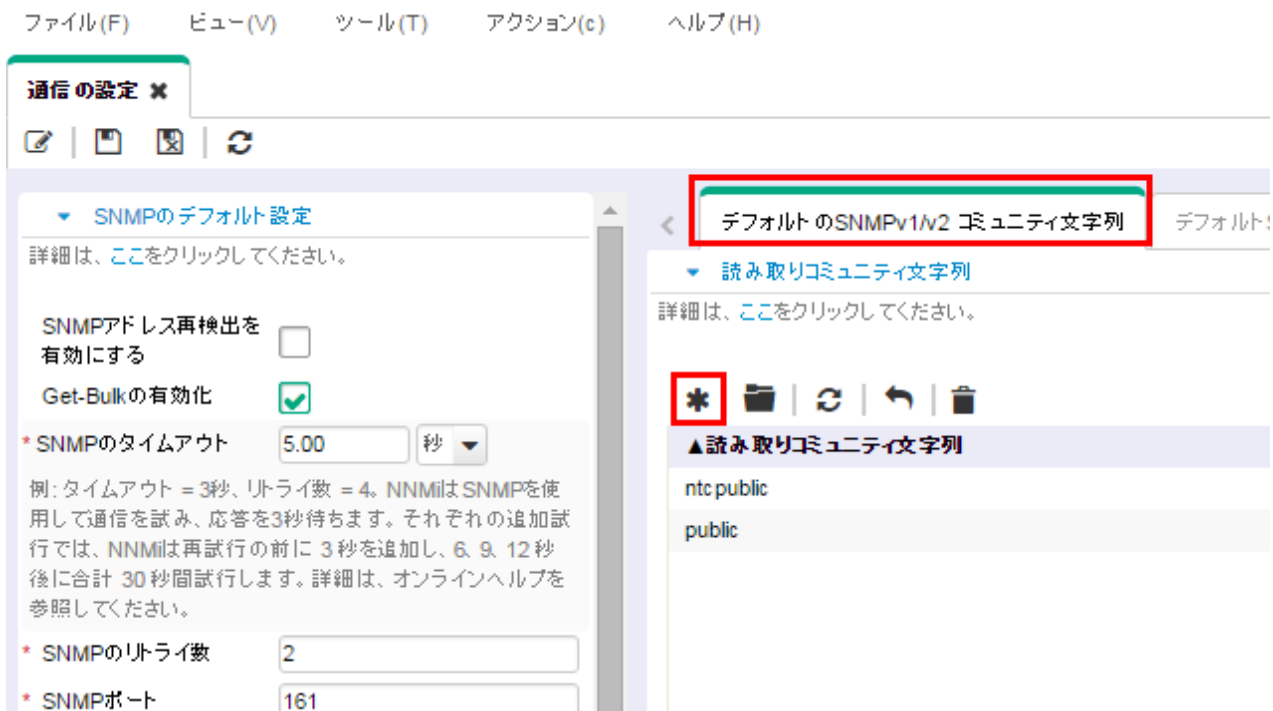 ファイル(F) ビュー(V) ツール(T) アクション(c) ヘルプ(H)
通信の設定
SNMPのデフォルト設定
詳細は、ここをクリックしてください。
SNMPアドレス再検出を
有効にする
Get-Bulkの有効化
* SNMPのタイムアウト 5.00 秒
例: タイムアウト = 3秒、リトライ数 = 4。NNMiはSNMPを使
用して通信を試み、応答を3秒待ちます。それぞれの追加試
行では、NNMiは再試行の前に 3 秒を追加し、6、9、12 秒
後に合計 30 秒間試行します。詳細は、オンラインヘルプを
参照してください。
* SNMPのリトライ数 2
* SNMPポート 161
デフォルトのSNMPv1/v2 コミュニティ文字列 デフォルト
読み取りコミュニティ文字列
詳細は、ここをクリックしてください。
▲読み取りコミュニティ文字列
ntcpublic
public